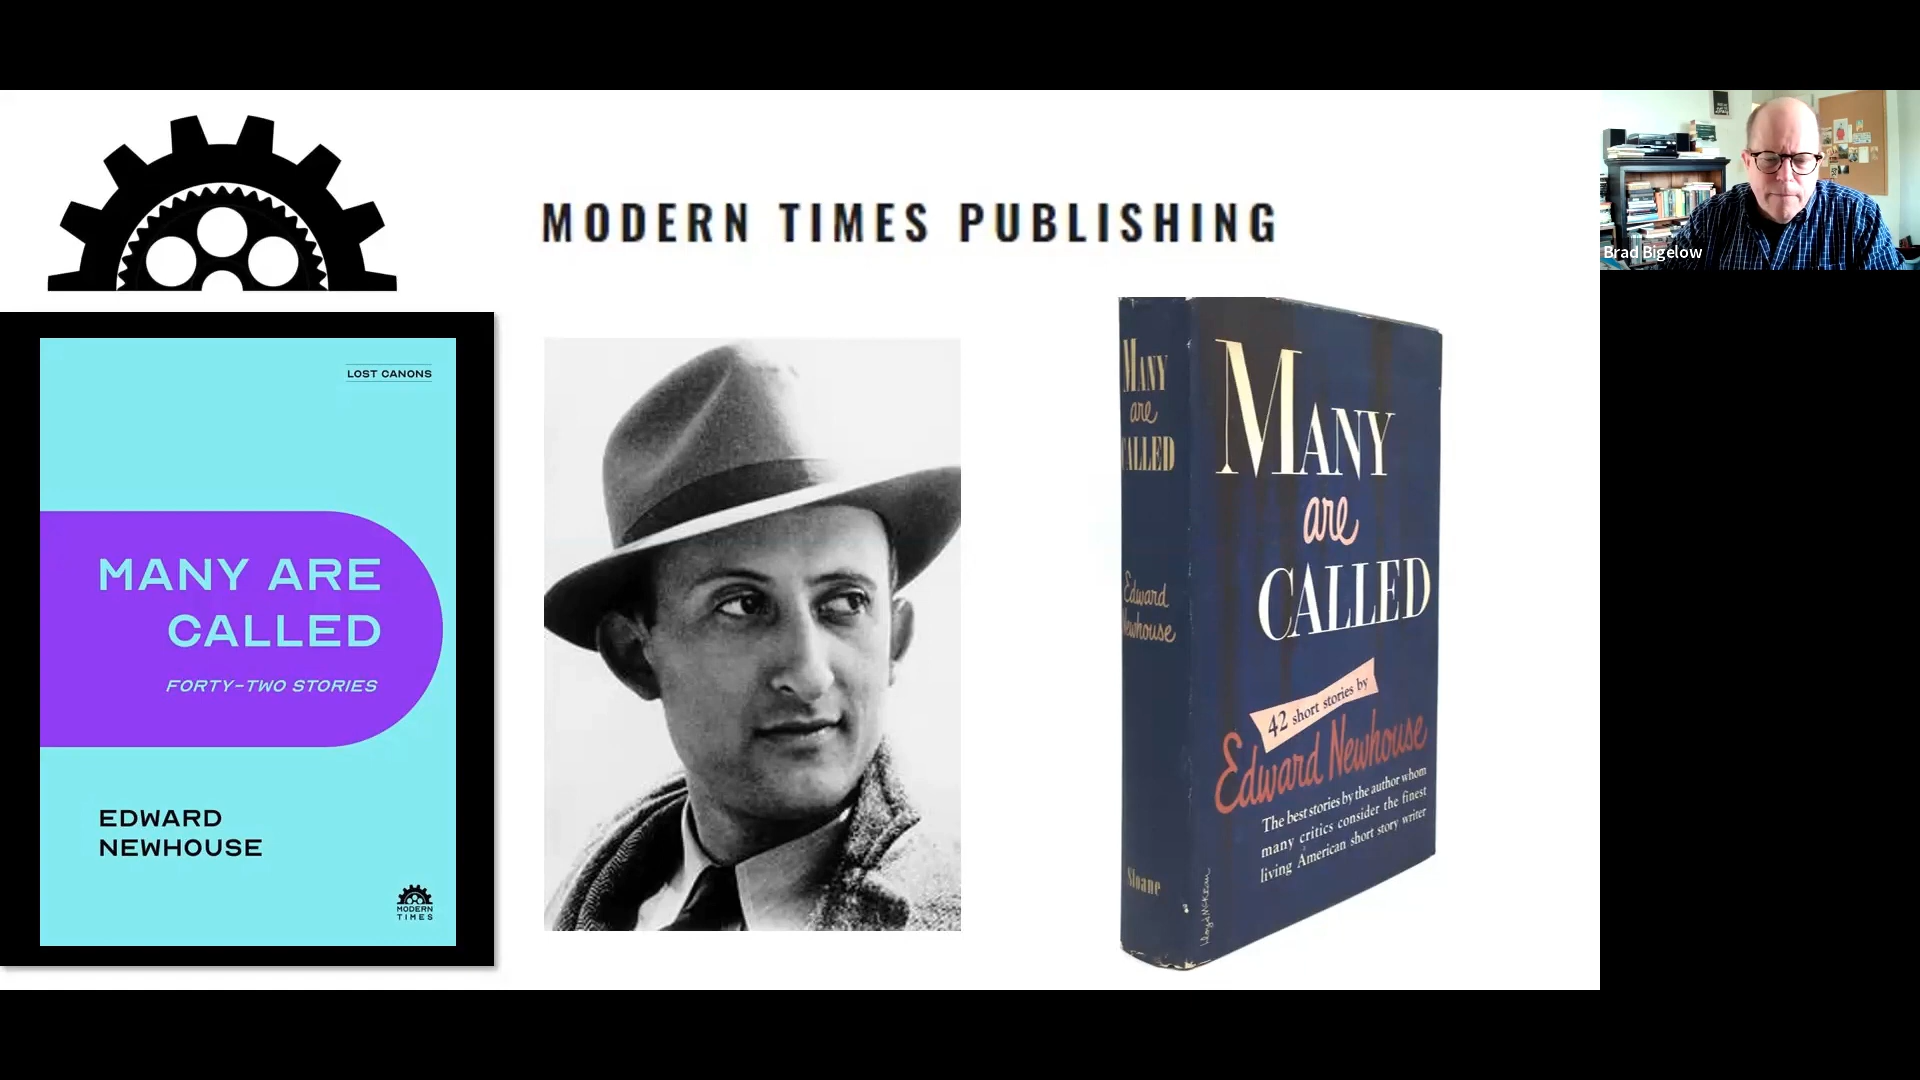 MODERN TIMES PUBLISHING
Brad Bigelow
LOST CANONS
MANY ARE
CALLED
FORTY-TWO STORIES
EDWARD
NEWHOUSE
MODERN
TIMES
MANY
are
CALLED
Edward
Newhouse
Sloane
MANY
are
CALLED
42 short stories by
Edward Newhouse
The best stories by the author whom
many critics consider the finest
living American short story writer